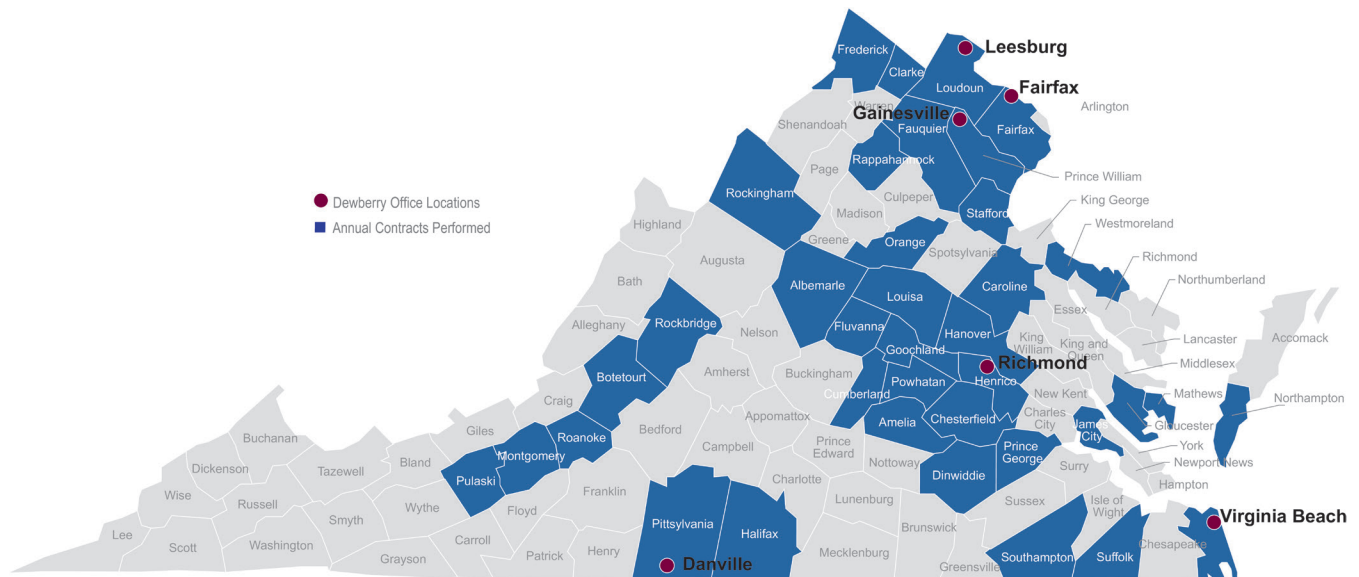 Leesburg
Frederick
Clarke
Loudoun
Fairfax
Arlington
Warren
Gainesville
Shenandoah
Fauquier
Fairfax
Rappahannock
Page
Prince William
Rockingham
Dewberry Office Locations
Culpeper
King George
Madison
Stafford
Highland
Westmoreland
Annual Contracts Performed
Greene
Orange
Spotsylvania
Richmond
Augusta
Northumberland
Bath
Albemarle
Caroline
Louisa
Essex
Alleghany
Rockbridge
Nelson
Fluvanna
Hanover
King
William
King and
Queen
Lancaster
Accomack
Goochland
Richmond
Middlesex
Botetourt
Amherst
Buckingham
Powhatan
Henrico
Cumberland
New Kent
Mathews
Northampton
Craig
Appomattox
Amelia
Chesterfield
Charles
City
James
City
Gloucester
Giles
Bedford
Roanoke
Buchanan
Campbell
Prince
Edward
Prince
George
York
Montgomery
Bland
Nottoway
Newport News
Dickenson
Tazewell
Pulaski
Charlotte
Dinwiddie
Surry
Hampton
Wise
Russell
Wythe
Franklin
Lunenburg
Sussex
Isle of
Wight
Floyd
Smyth
Pittsylvania
Halifax
Brunswick
Virginia Beach
Lee
Washington
Carroll
Chesapeake
Scott
Grayson
Patrick
Henry
Mecklenburg
Southampton
Suffolk
Danville
Greensville